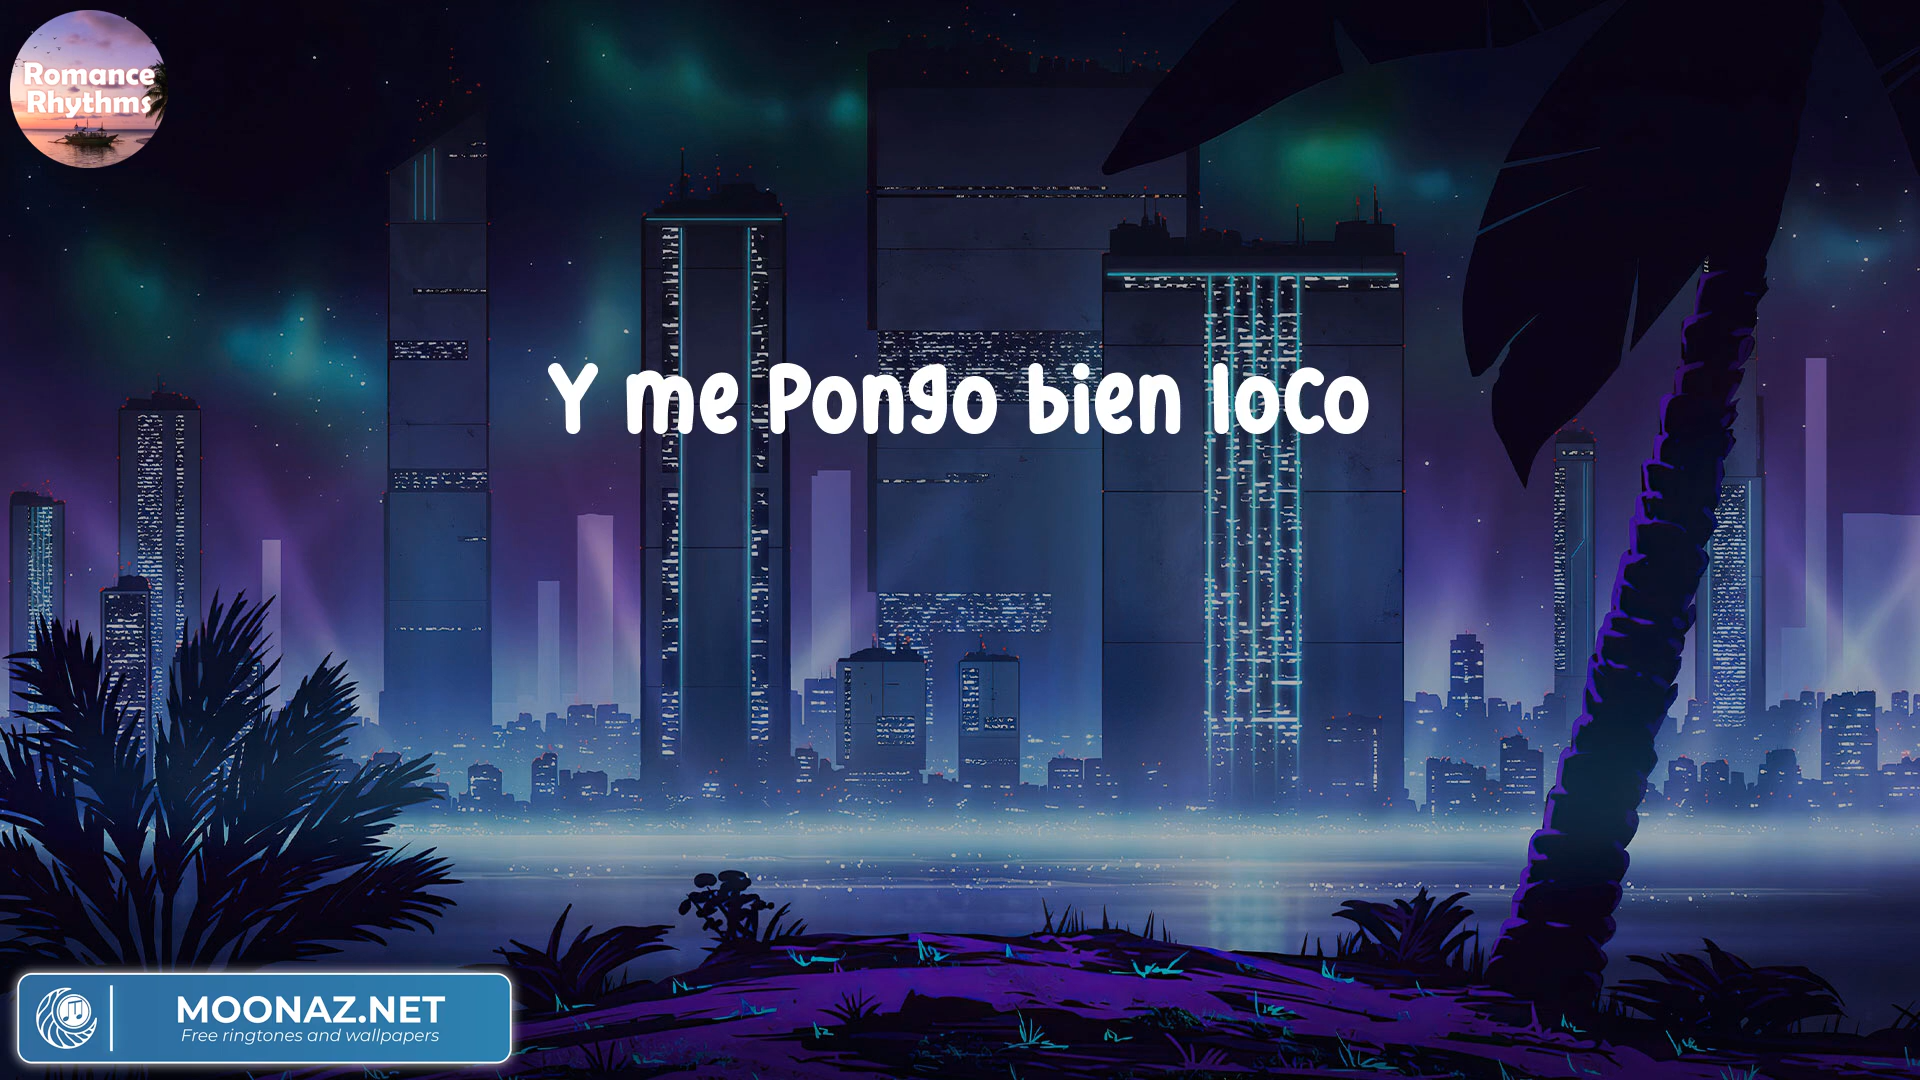 Romance
Rhythms
Y me Pongo bien loco
MOONAZ.NET
Free ringtones and wallpapers